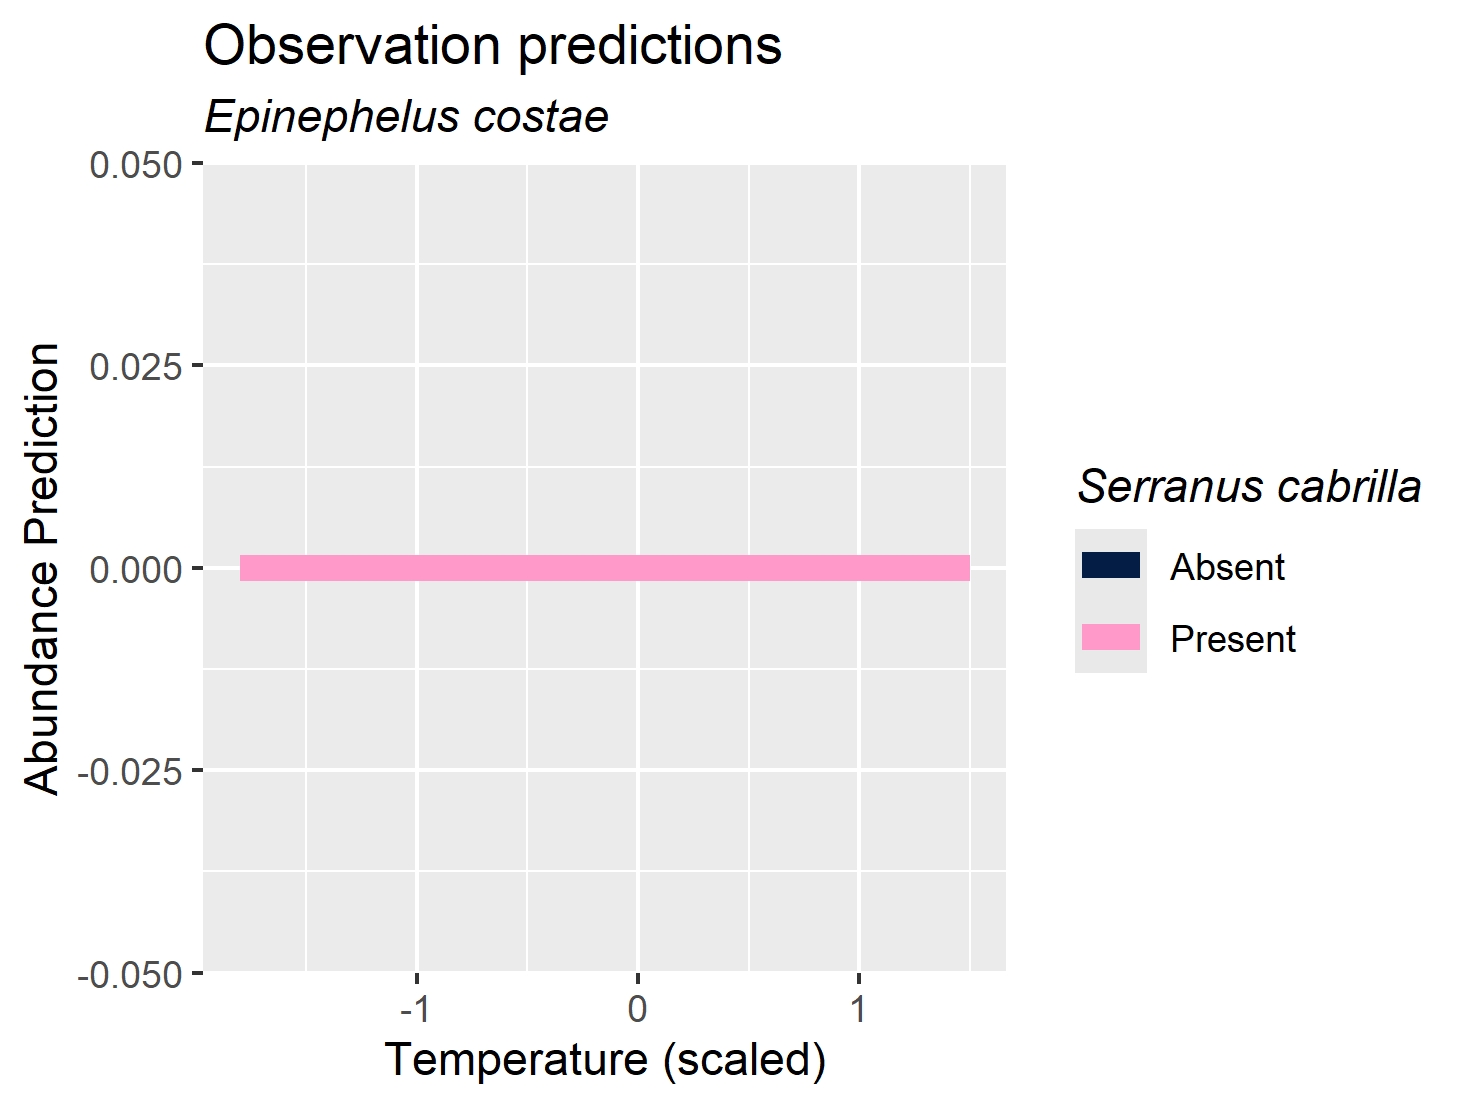 Observation predictions
Epinephelus costae
Abundance Prediction
0.050
0.025
0.000
-0.025
-0.050
-1
0
1
Temperature (scaled)
Serranus cabrilla
Absent
Present